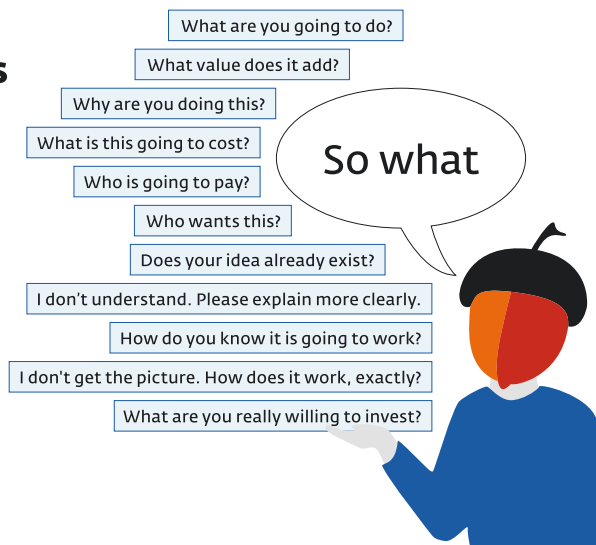 What are you going to do?
s
What value does it add?
Why are you doing this?
What is this going to cost?
So what
Who is going to pay?
Who wants this?
Does your idea already exist?
I don’t understand. Please explain more clearly.
How do you know it is going to work?
I don't get the picture. How does it work, exactly?
What are you really willing to invest?